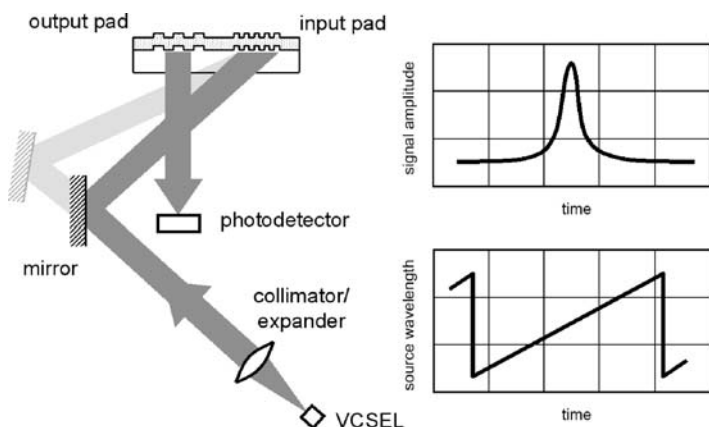 output pad
input pad
photodetector
mirror
collimator/
expander
VCSEL
signal amplitude
time
source wavelength
time